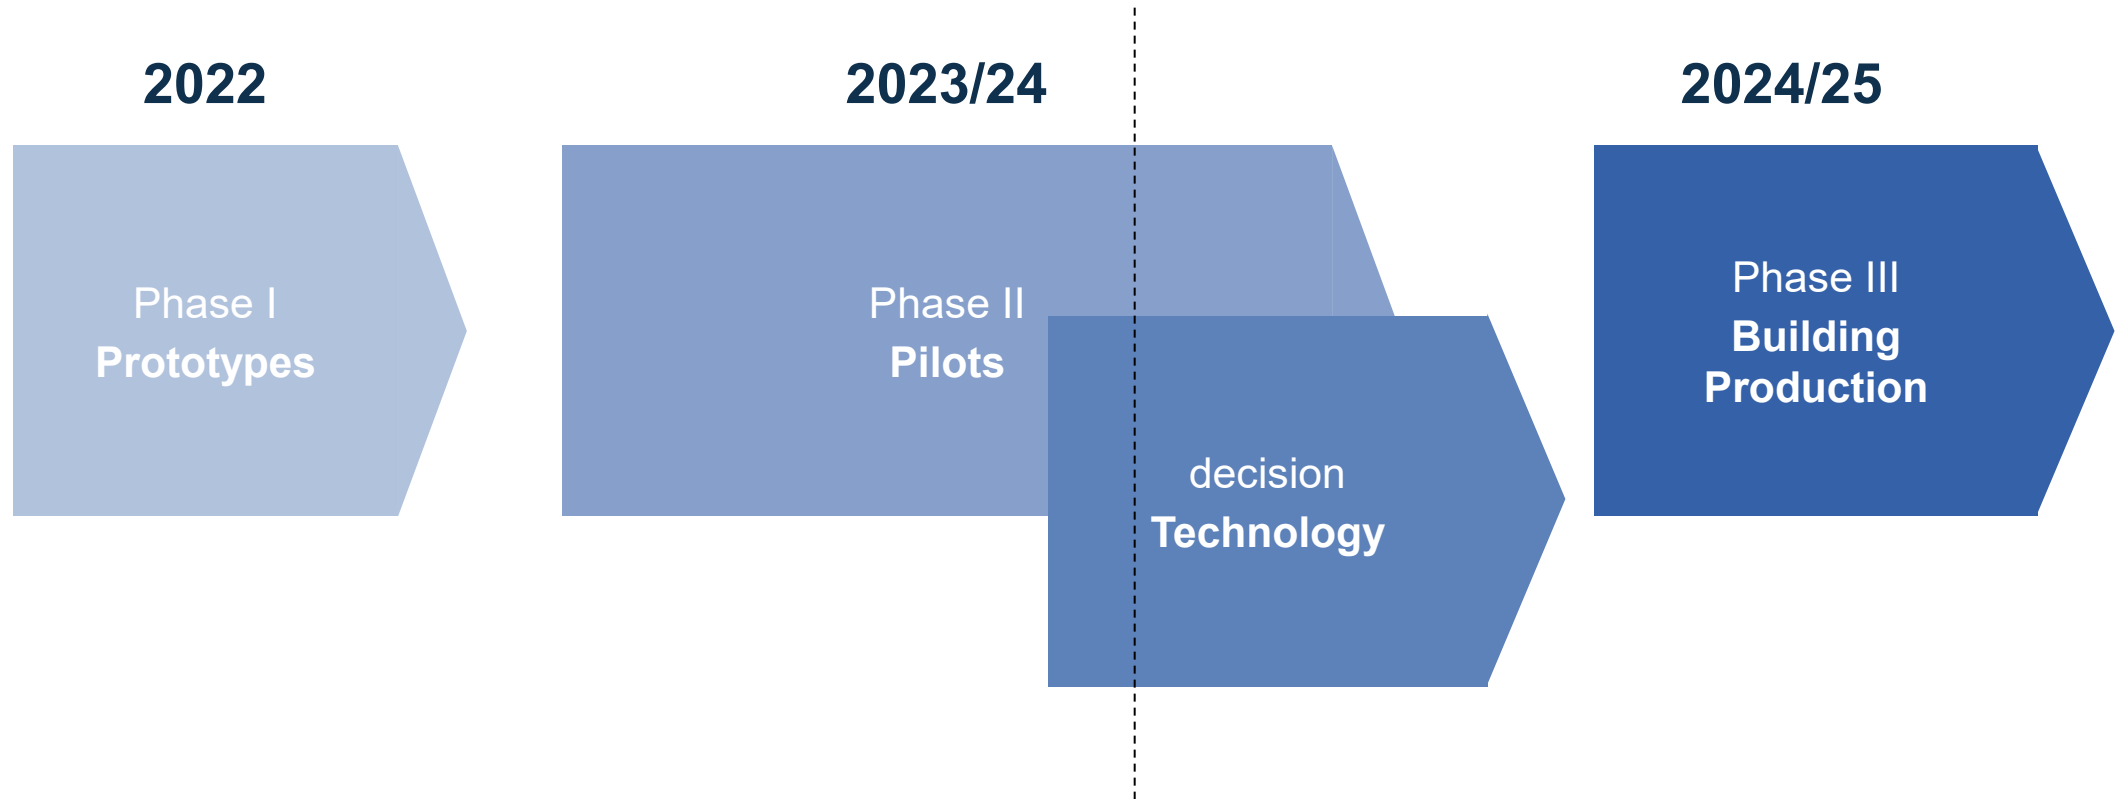 2022
2023/24
2024/25
Phase I
Prototypes
Phase II
Pilots
decision
Technology
Phase III
Building
Production